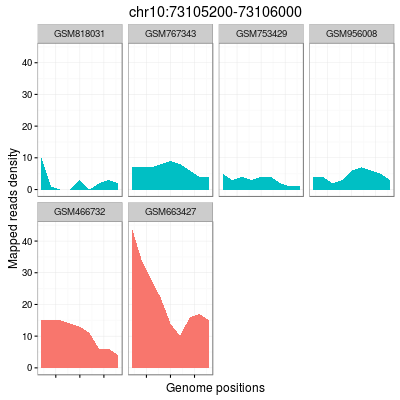 chr10:73105200-73106000
GSM818031 GSM767343 GSM753429 GSM956008
40
30
20
10
0
Mapped reads density
GSM466732 GSM663427
40
30
20
10
0
Genome positions